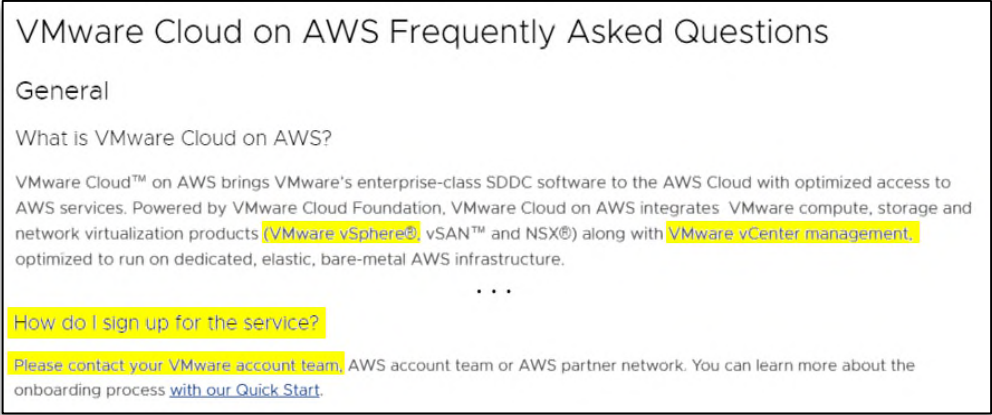 VMware Cloud on AWS Frequently Asked Questions
General
What is VMware Cloud on AWS?
VMware Cloud™ on AWS brings VMware's enterprise-class SDDC software to the AWS Cloud with optimized access to
AWS services. Powered by VMware Cloud Foundation, VMware Cloud on AWS integrates VMware compute, storage and
network virtualization products (VMware vSphere®, vSAN™ and NSX®) along with VMware vCenter management,
optimized to run on dedicated, elastic, bare-metal AWS infrastructure.
...
How do I sign up for the service?
Please contact your VMware account team, AWS account team or AWS partner network. You can learn more about the
onboarding process with our Quick Start.